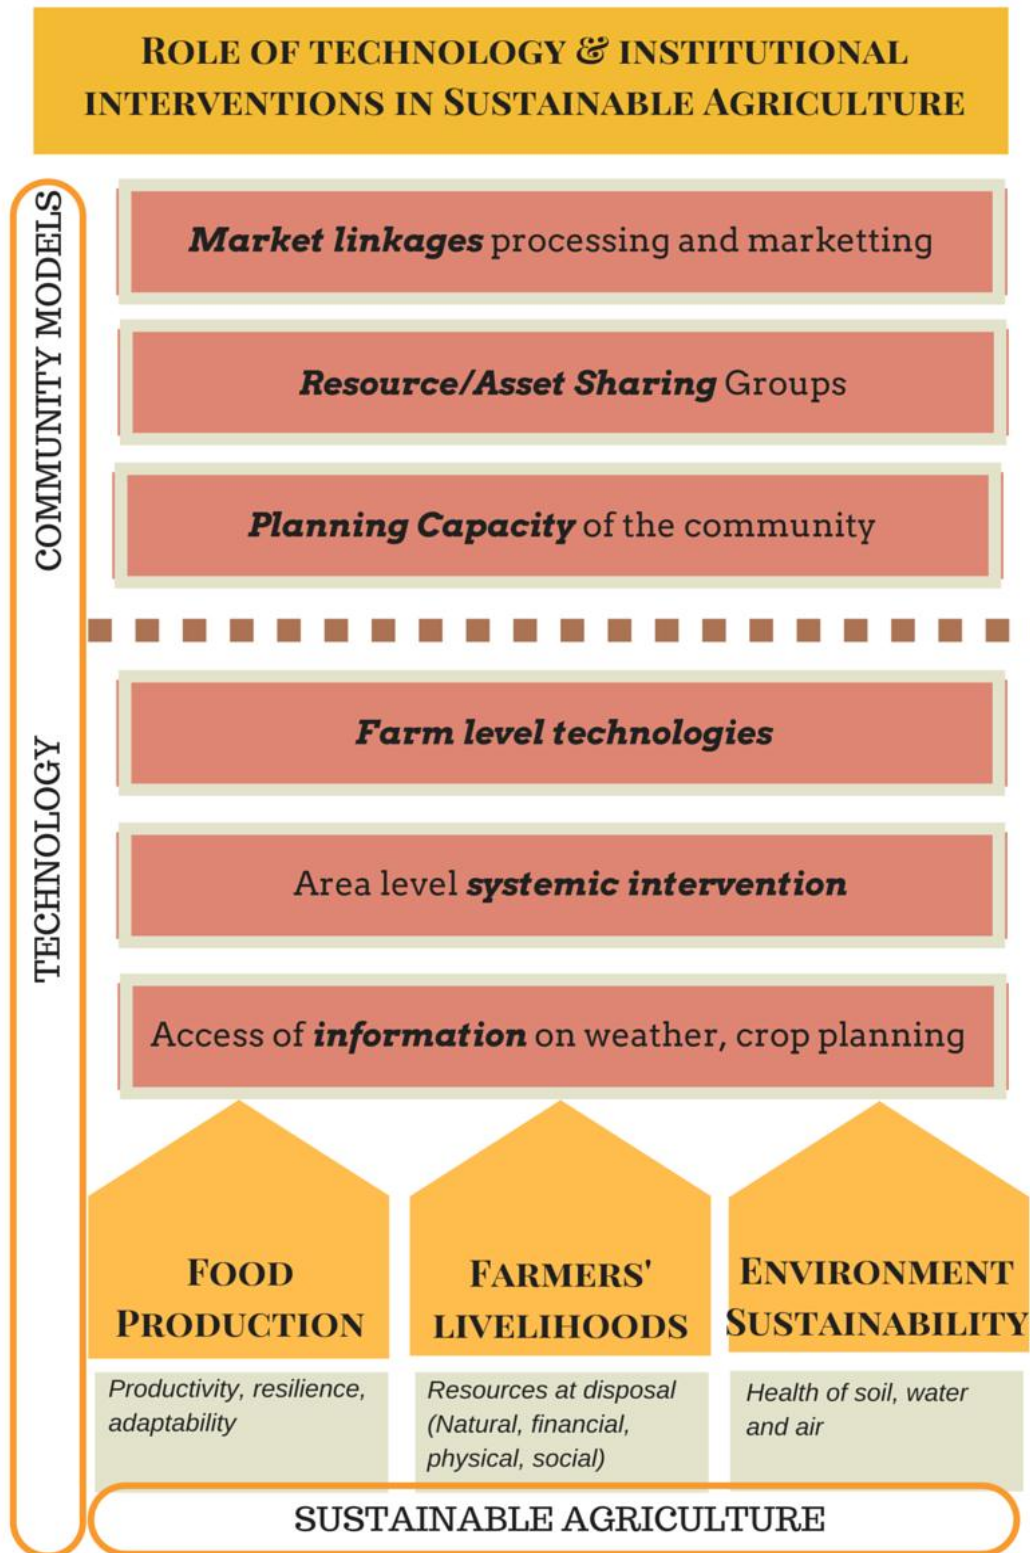 ROLE OF TECHNOLOGY & INSTITUTIONAL
INTERVENTIONS IN SUSTAINABLE AGRICULTURE
COMMUNITY MODELS
Market linkages processing and marketting
Resource/Asset Sharing Groups
Planning Capacity of the community
TECHNOLOGY
Farm level technologies
Area level systemic intervention
Access of information on weather, crop planning
FOOD
PRODUCTION
Productivity, resilience,
adaptability
FARMERS'
LIVELIHOODS
Resources at disposal
(Natural, financial,
physical, social)
ENVIRONMENT
SUSTAINABILITY
Health of soil, water
and air
SUSTAINABLE AGRICULTURE